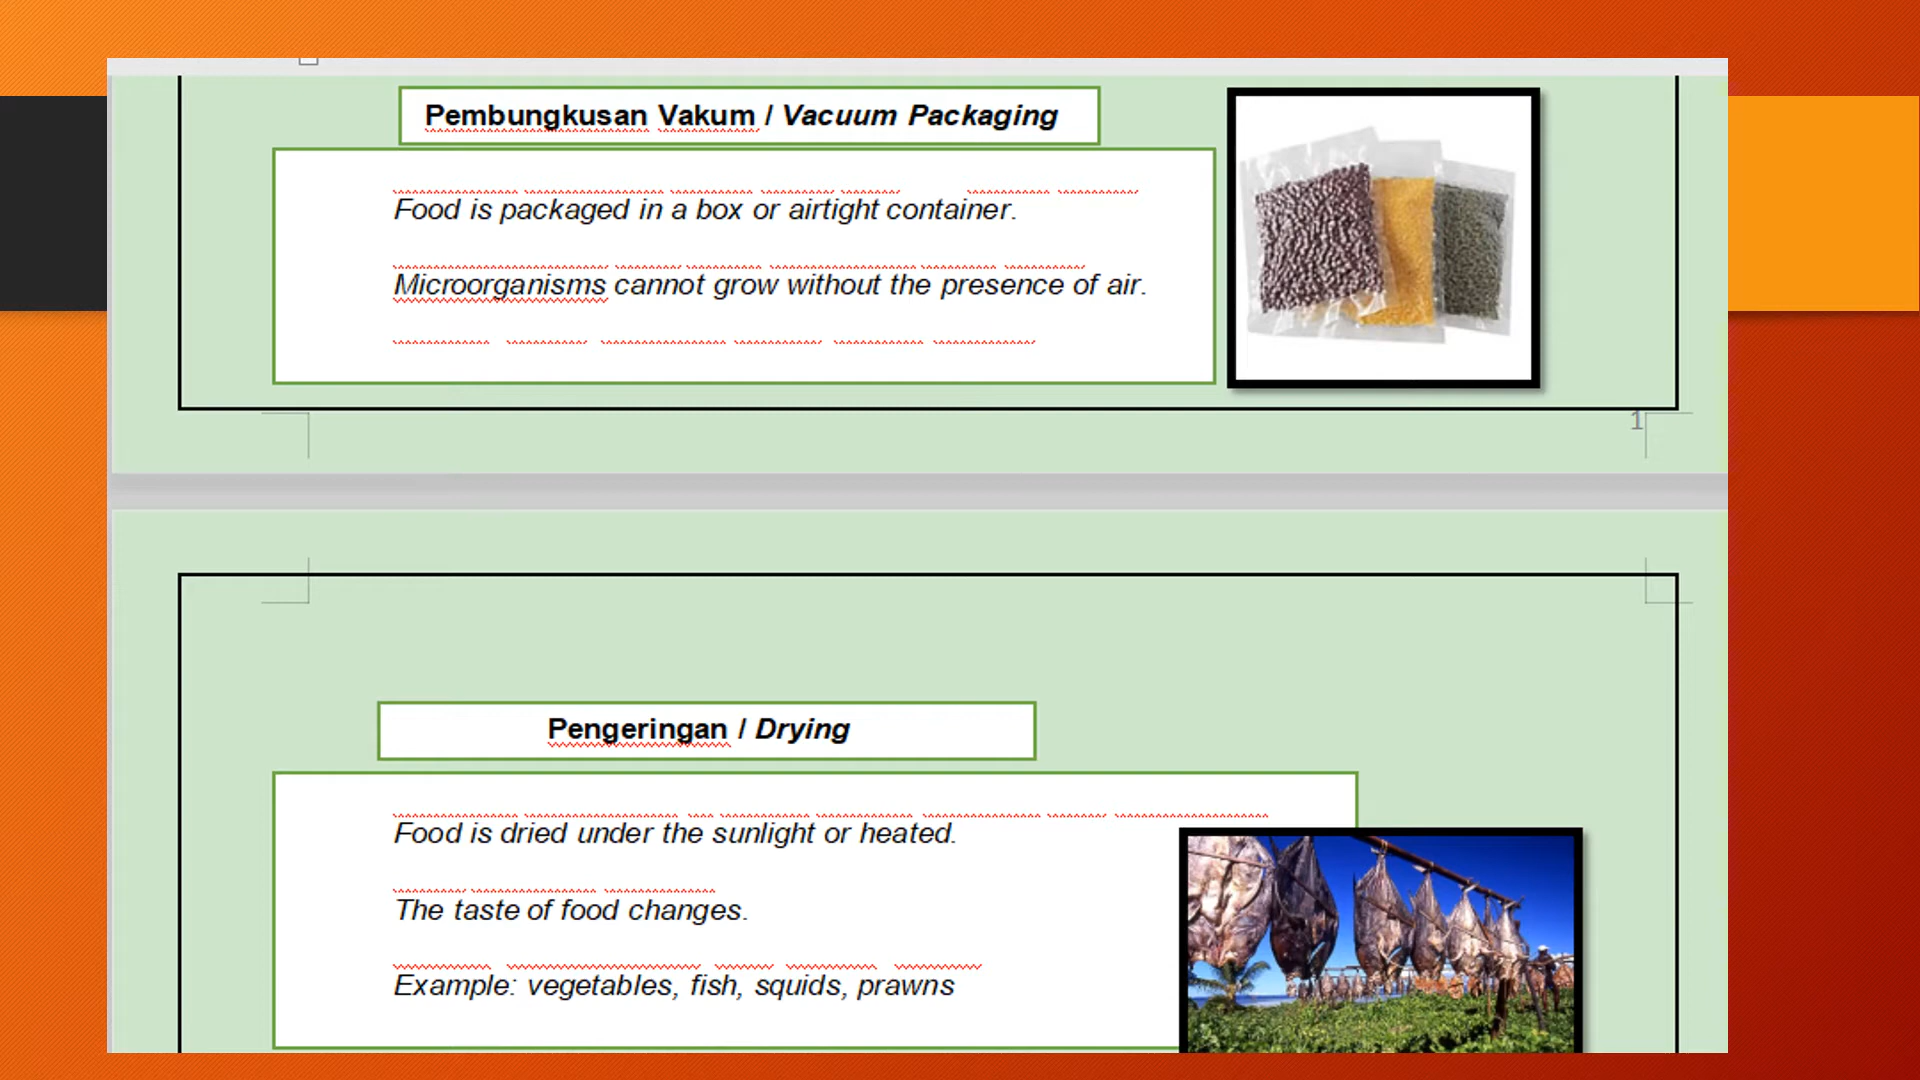 Pembungkusan Vakum / Vacuum Packaging
Food is packaged in a box or airtight container.
Microorganisms cannot grow without the presence of air.
1
Pengeringan / Drying
Food is dried under the sunlight or heated.
The taste of food changes.
Example: vegetables, fish, squids, prawns